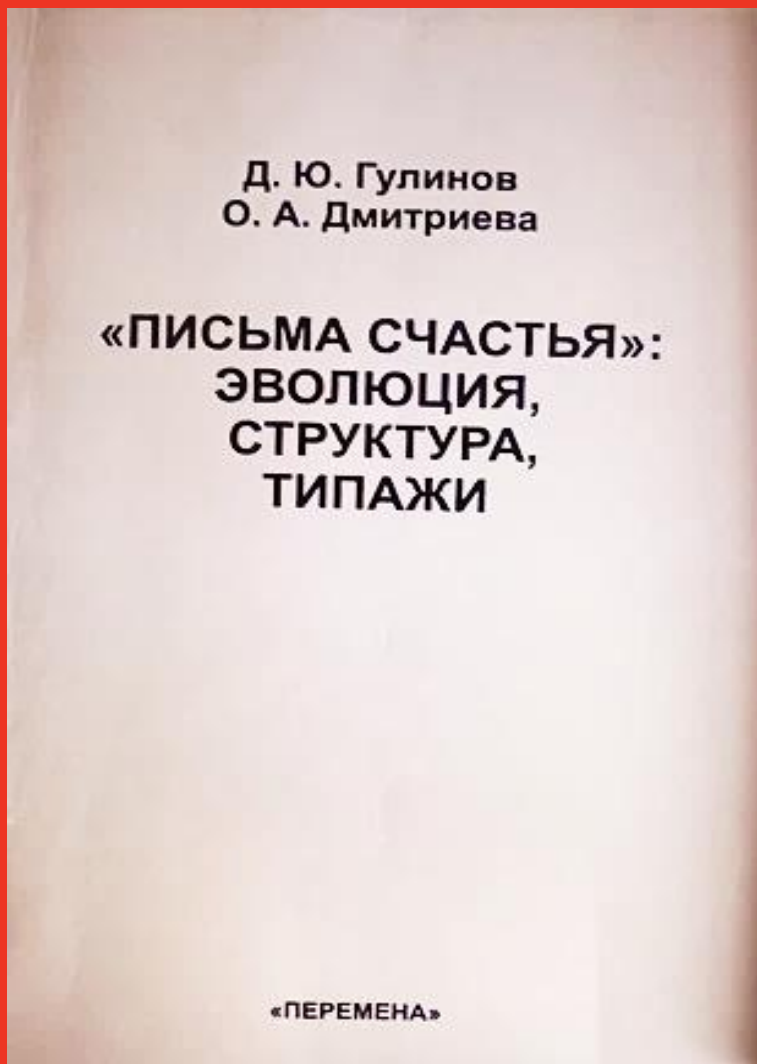 Д. Ю. Гулинов
О. А. Дмитриева
«ПИСЬМА СЧАСТЬЯ»:
ЭВОЛЮЦИЯ,
СТРУКТУРА,
ТИПАЖИ
«ПЕРЕМЕНА»